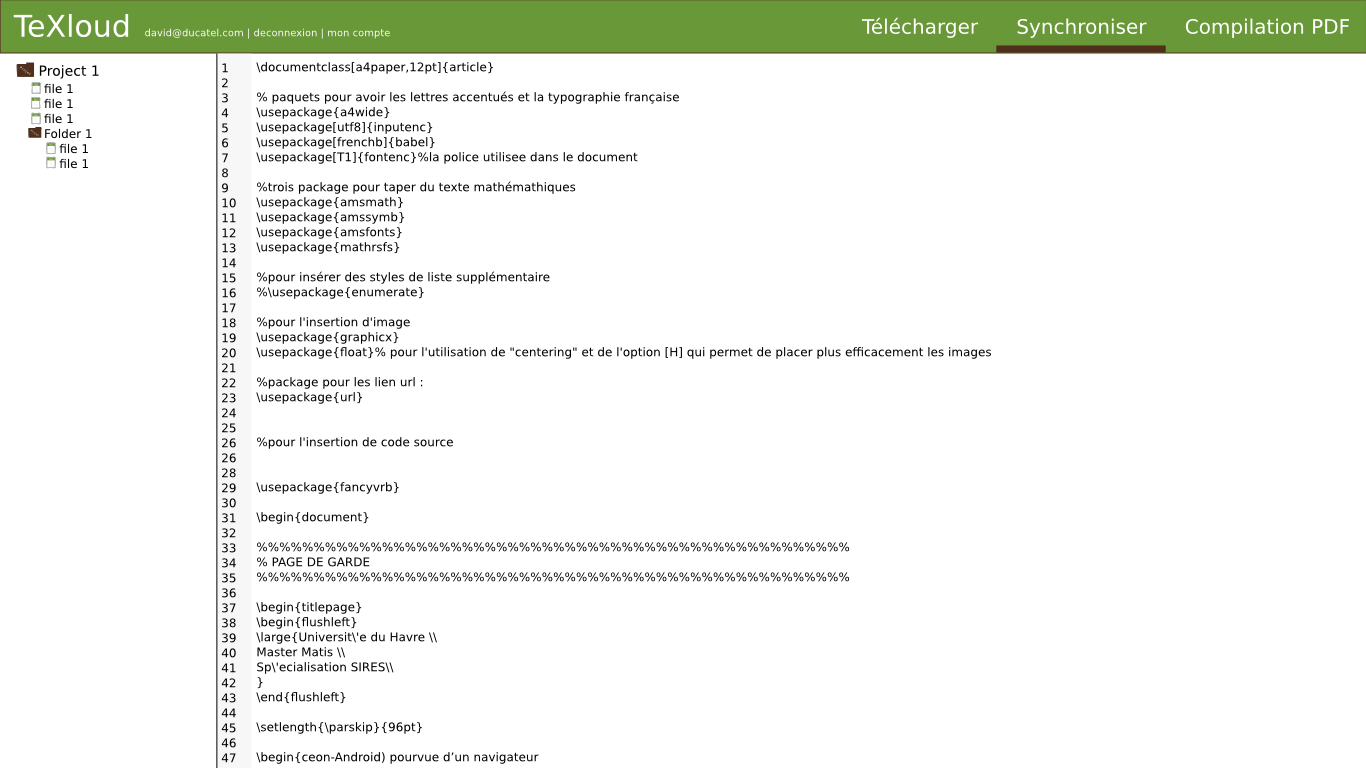 TeXloud david@ducatel.com | deconnexion | mon compte Télécharger Synchroniser Compilation PDF
Project 1
file 1
file 1
file 1
Folder 1
file 1
file 1
1 \documentclass[a4paper,12pt]{article}
2
3 % paquets pour avoir les lettres accentués et la typographie française
4 \usepackage{a4wide}
5 \usepackage[utf8]{inputenc}
6 \usepackage[frenchb]{babel}
7 \usepackage[T1]{fontenc}%la police utilisee dans le document
8
9 %trois package pour taper du texte mathémathiques
10 \usepackage{amsmath}
11 \usepackage{amssymb}
12 \usepackage{amsfonts}
13 \usepackage{mathrsfs}
14
15 %pour insérer des styles de liste supplémentaire
16 %\usepackage{enumerate}
17
18 %pour l'insertion d'image
19 \usepackage{graphicx}
20 \usepackage{float}% pour l'utilisation de "centering" et de l'option [H] qui permet de placer plus efficacement les images
21
22 %package pour les lien url :
23 \usepackage{url}
24
25
26 %pour l'insertion de code source
26
28
29 \usepackage{fancyvrb}
30
31 \begin{document}
32
33 %%%%%%%%%%%%%%%%%%%%%%%%%%%%%%%%%%%%%%%%%%%%%%%%%%%%
34 % PAGE DE GARDE
35 %%%%%%%%%%%%%%%%%%%%%%%%%%%%%%%%%%%%%%%%%%%%%%%%%%%%
36
37 \begin{titlepage}
38 \begin{flushleft}
39 \large{Universit\'e du Havre \\
40 Master Matis \\
41 Sp\'ecialisation SIRES\\
42 }
43 \end{flushleft}
44
45 \setlength{\parskip}{96pt}
46
47 \begin{ceon-Android) pourvue d’un navigateur